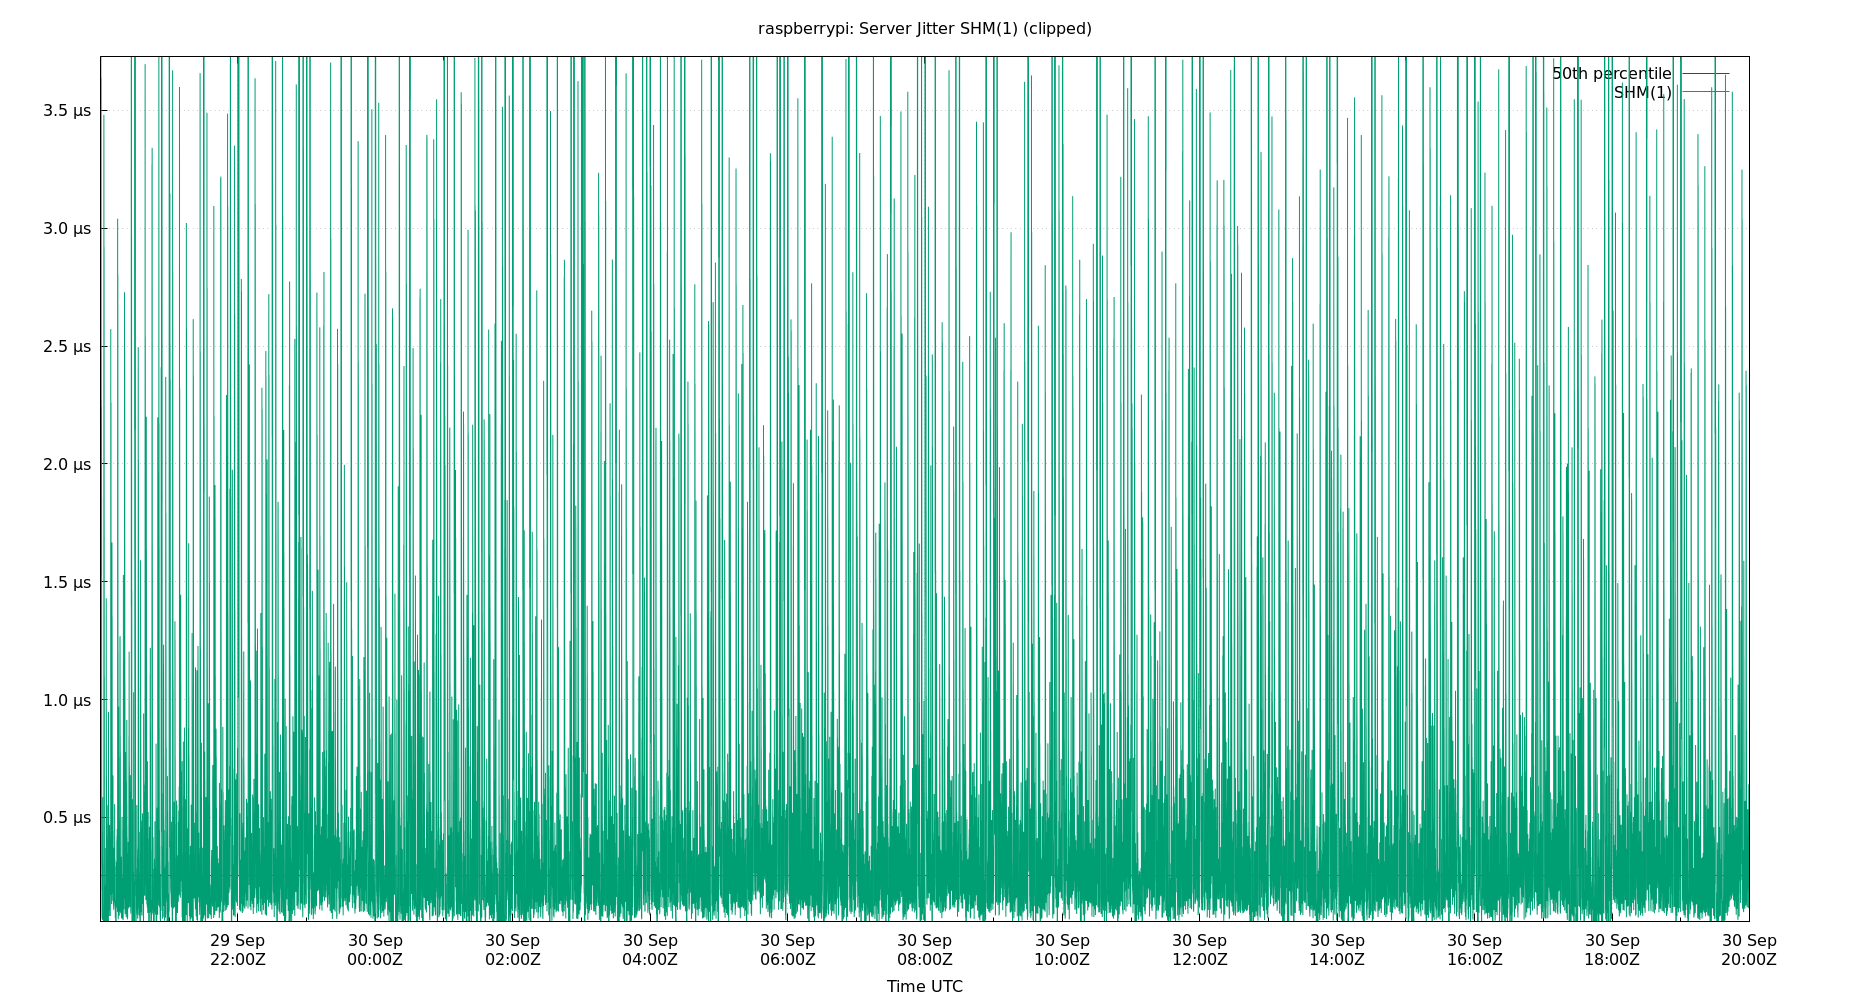 raspberrypi: Server Jitter SHM(1) (clipped)
50th percentile
SHM(1)
3.5 µs
3.0 µs
2.5 µs
2.0 µs
1.5 µs
1.0 µs
0.5 µs
29 Sep 30 Sep 30 Sep 30 Sep 30 Sep 30 Sep 30 Sep 30 Sep 30 Sep 30 Sep 30 Sep 30 Sep
22:00Z 00:00Z 02:00Z 04:00Z 06:00Z 08:00Z 10:00Z 12:00Z 14:00Z 16:00Z 18:00Z 20:00Z
Time UTC